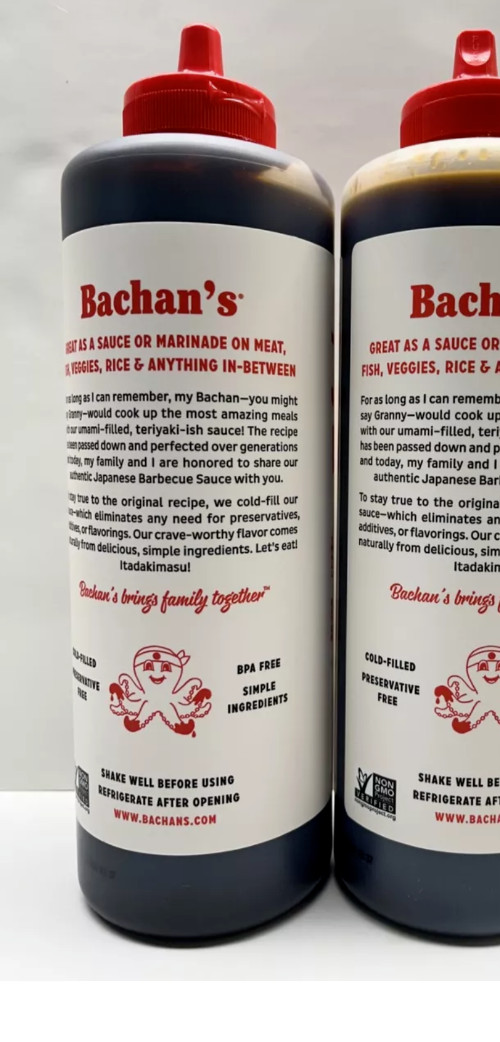 Bachan's
GREAT AS A SAUCE OR MARINADE ON MEAT,
VEGGIES, RICE & ANYTHING IN-BETWEEN
as long as I can remember, my Bachan—you might
Granny—would cook up the most amazing meals
our umami-filled, teriyaki-ish sauce! The recipe
been passed down and perfected over generations
today, my family and I are honored to share our
authentic Japanese Barbecue Sauce with you.
stay true to the original recipe, we cold-fill our
which eliminates any need for preservatives,
or flavorings. Our crave-worthy flavor comes
from delicious, simple ingredients. Let's eat!
Itadakimasu!
Bachan's brings family together™
COLD-FILLED
PRESERVATIVE
FREE
BPA FREE
SIMPLE
INGREDIENTS
SHAKE WELL BEFORE USING
REFRIGERATE AFTER OPENING
WWW.BACHANS.COM
Bach
GREAT AS A SAUCE OR
FISH, VEGGIES, RICE &
For as long as I can rememb
say Granny—would cook up
with our umami-filled, teri
has been passed down and p
and today, my family and I
authentic Japanese Bar
To stay true to the origina
sauce—which eliminates an
additives, or flavorings. Our c
naturally from delicious, sim
Itadakin
Bachan's brings
COLD-FILLED
PRESERVATIVE
FREE
NON
GMO
VERIFIED
nongmoproject.org
SHAKE WELL BE
REFRIGERATE AF
WWW.BACHA